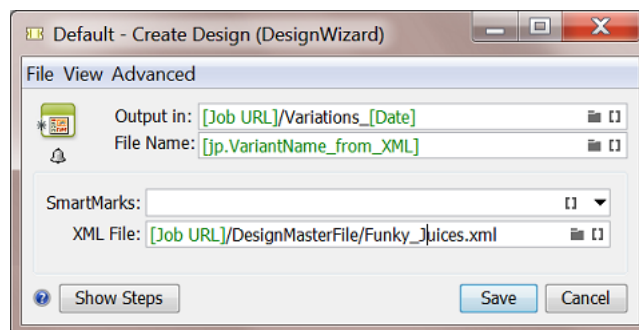 Default - Create Design (DesignWizard)
File View Advanced
Output in: [Job URL]/Variations_[Date]
File Name: [jp.VariantName_from_XML]
SmartMarks:
XML File: [Job URL]/DesignMasterFile/Funky_Juices.xml
Show Steps Save Cancel